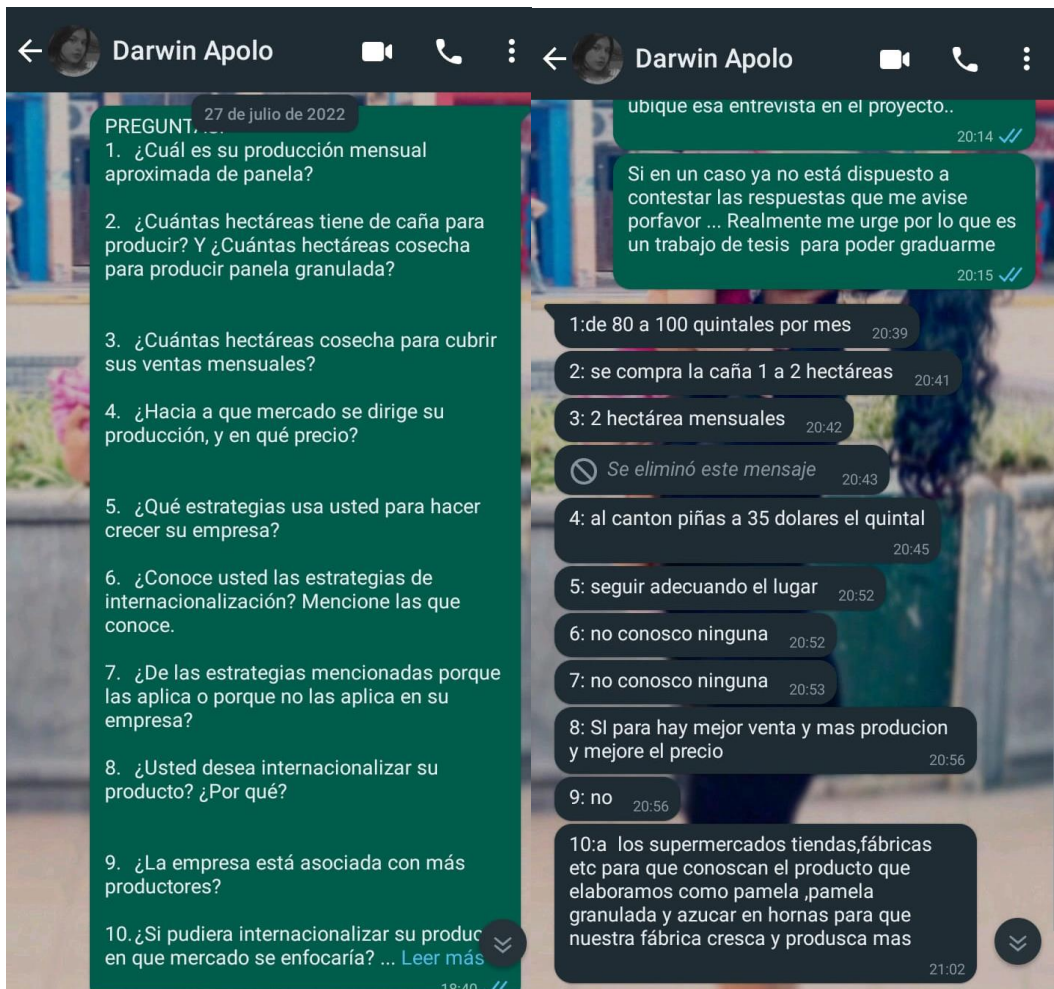 Darwin Apolo
27 de julio de 2022
PREGUNT
1. ¿Cuál es su producción mensual
aproximada de panela?
2. ¿Cuántas hectáreas tiene de caña para
producir? Y ¿Cuántas hectáreas cosecha
para producir panela granulada?
3. ¿Cuántas hectáreas cosecha para cubrir
sus ventas mensuales?
4. ¿Hacia a que mercado se dirige su
producción, y en qué precio?
5. ¿Qué estrategias usa usted para hacer
crecer su empresa?
6. ¿Conoce usted las estrategias de
internacionalización? Mencione las que
conoce.
7. ¿De las estrategias mencionadas porque
las aplica o porque no las aplica en su
empresa?
8. ¿Usted desea internacionalizar su
producto? ¿Por qué?
9. ¿La empresa está asociada con más
productores?
10.¿Si pudiera internacionalizar su produc
en que mercado se enfocaría? ... Leer más
18:40
Darwin Apolo
ubique esa entrevista en el proyecto..
20:14
Si en un caso ya no está dispuesto a
contestar las respuestas que me avise
porfavor ... Realmente me urge por lo que es
un trabajo de tesis para poder graduarme
20:15
1:de 80 a 100 quintales por mes 20:39
2: se compra la caña 1 a 2 hectáreas 20:41
3: 2 hectárea mensuales 20:42
Se eliminó este mensaje 20:43
4: al canton piñas a 35 dolares el quintal
20:45
5: seguir adecuando el lugar 20:52
6: no conosco ninguna 20:52
7: no conosco ninguna 20:53
8: SI para hay mejor venta y mas producion
y mejore el precio
20:56
9: no 20:56
10:a los supermercados tiendas,fábricas
etc para que conoscan el producto que
elaboramos como pamela ,pamela
granulada y azucar en hornas para que
nuestra fábrica cresca y produsca mas
21:02